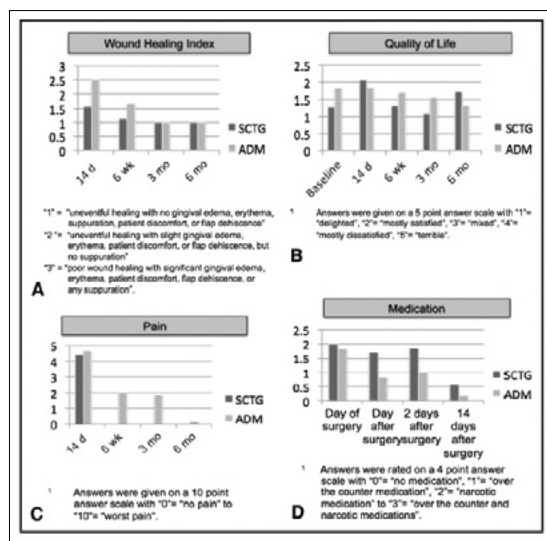 Wound Healing Index
3
2.5
2
1.5
1
0.5
0
14 d
6 wk
3 mo
6 mo
SCTG
ADM
"1" = "uneventful healing with no gingival edema, erythema,
suppuration, patient discomfort, or flap dehiscence"
"2 "= "uneventful healing with slight gingival edema,
erythema, patient discomfort, or flap dehiscence, but
no suppuration"
"3" = "poor wound healing with significant gingival edema,
erythema, patient discomfort, flap dehiscence, or
any suppuration".
A
Quality of Life
2.5
2
1.5
1
0.5
0
Baseline
14 d
6 wk
3 mo
6 mo
SCTG
ADM
1 Answers were given on a 5 point answer scale with "1"=
"delighted", "2"= "mostly satisfied", "3"= "mixed", "4"=
"mostly dissatisfied", "5"= "terrible".
B
Pain
5
4
3
2
1
0
14 d
6 wk
3 mo
6 mo
SCTG
ADM
1 Answers were given on a 10 point
answer scale with "0"= "no pain" to
"10"= "worst pain".
C
Medication
2.5
2
1.5
1
0.5
0
Day of
surgery
Day
after
surgery
2 days
after
surgery
14
days
after
surgery
SCTG
ADM
1 Answers were rated on a 4 point answer
scale with "0"= "no medication", "1"= "over
the counter medication", "2"= "narcotic
medication" to "3"= "over the counter and
narcotic medications".
D